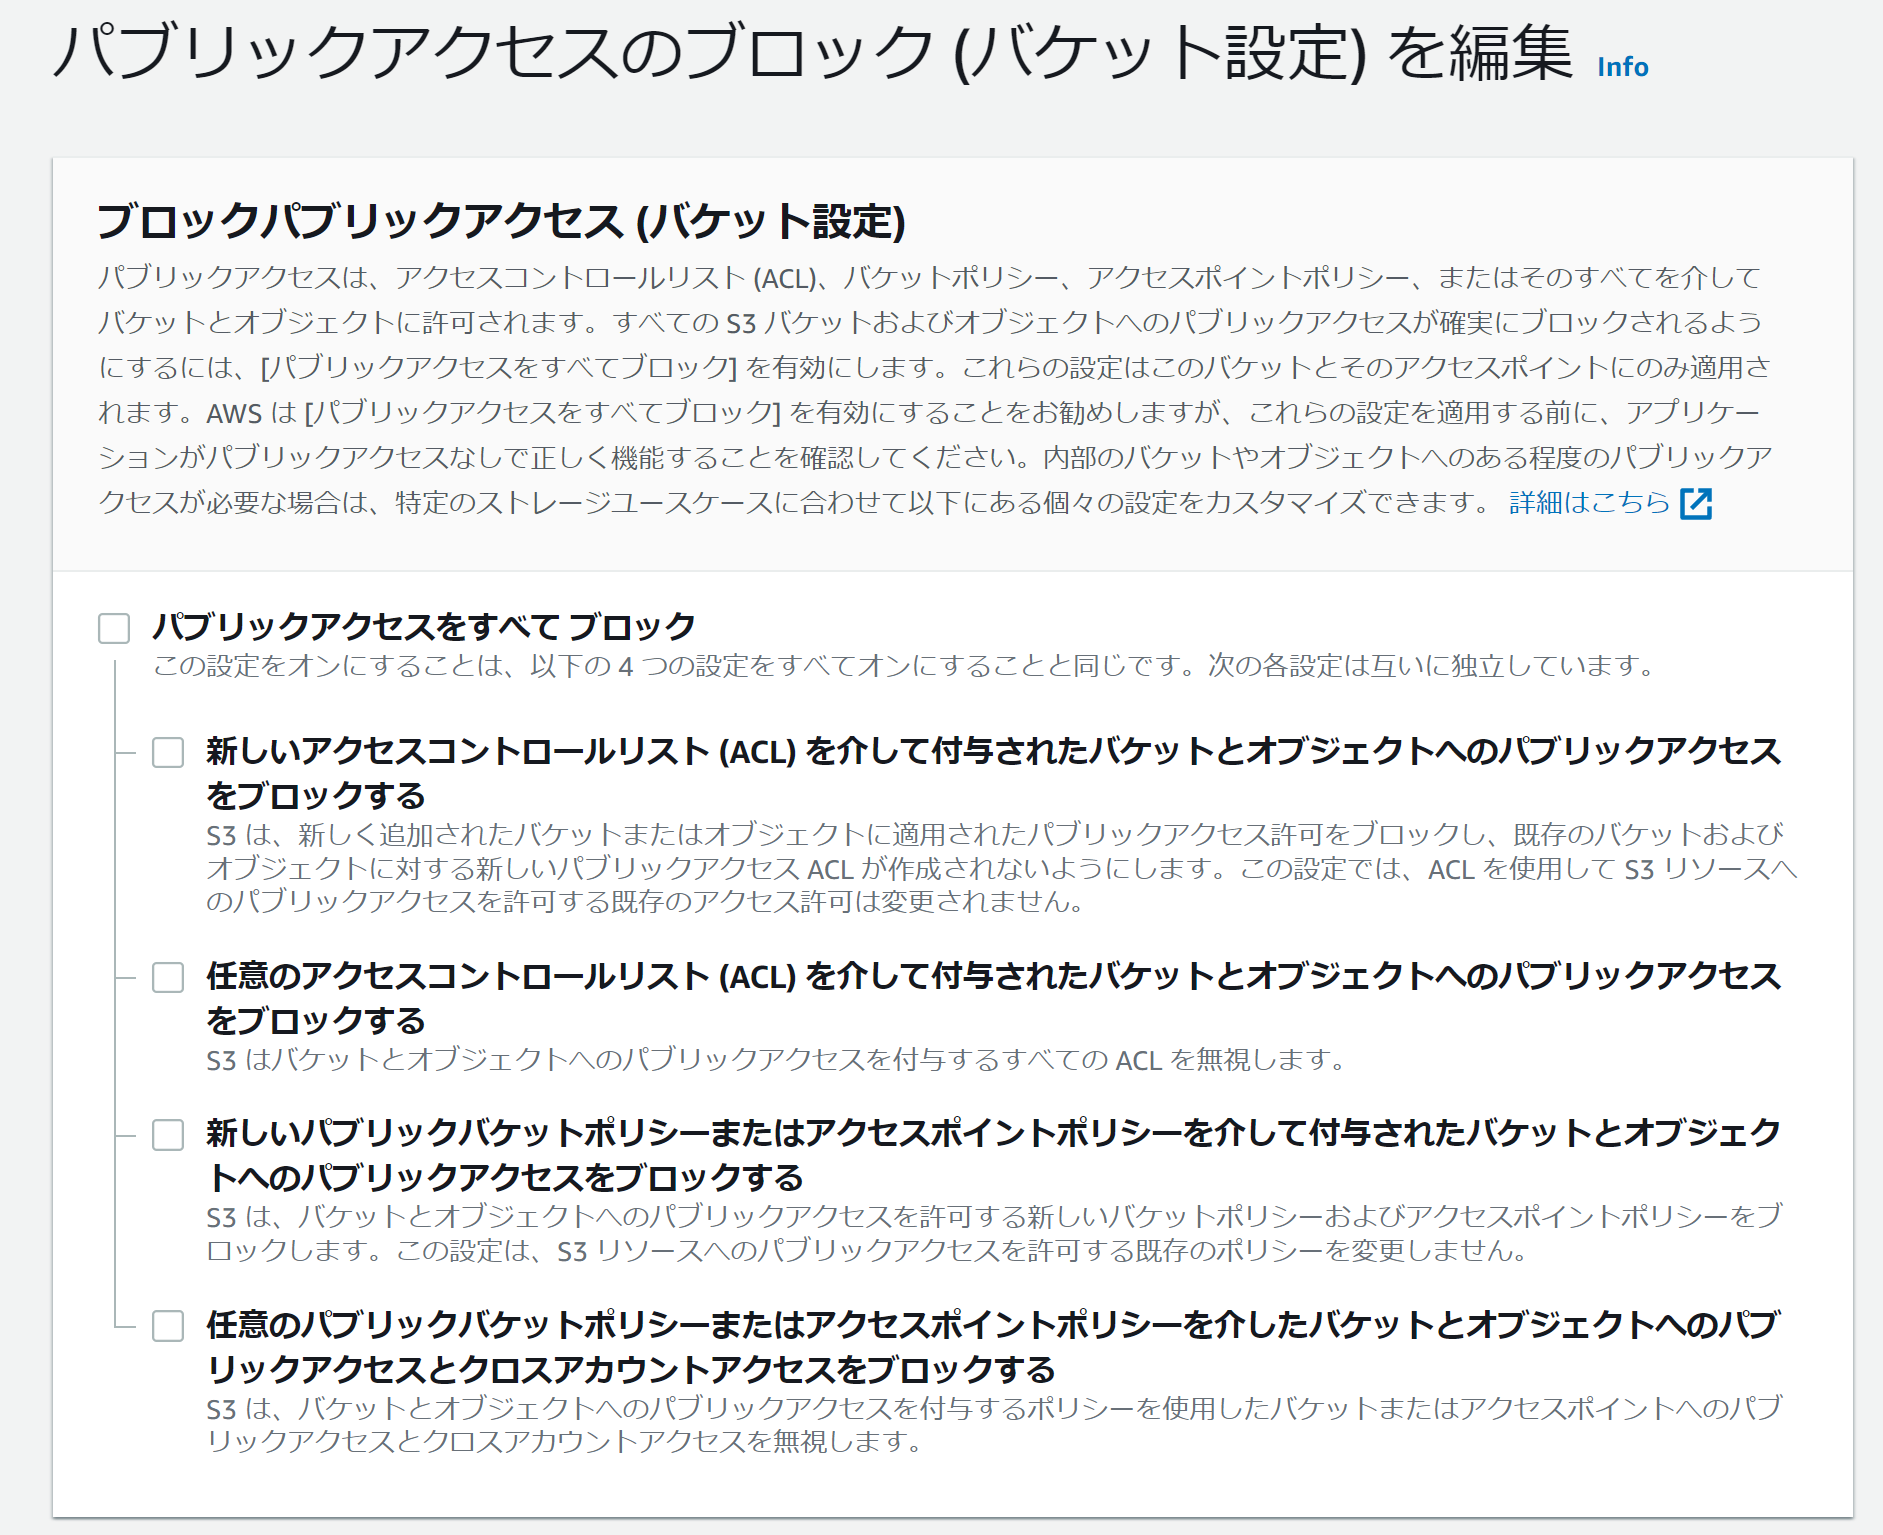 パブリックアクセスのブロック (バケット設定) を編集 Info
ブロックパブリックアクセス (バケット設定)
パブリックアクセスは、アクセスコントロールリスト (ACL)、バケットポリシー、アクセスポイントポリシー、またはそのすべてを介して
バケットとオブジェクトに許可されます。すべての S3 バケットおよびオブジェクトへのパブリックアクセスが確実にブロックされるよう
にするには、[パブリックアクセスをすべてブロック] を有効にします。これらの設定はこのバケットとそのアクセスポイントにのみ適用さ
れます。AWS は [パブリックアクセスをすべてブロック] を有効にすることをお勧めしますが、これらの設定を適用する前に、アプリケー
ションがパブリックアクセスなしで正しく機能することを確認してください。内部のバケットやオブジェクトへのある程度のパブリックア
クセスが必要な場合は、特定のストレージユースケースに合わせて以下にある個々の設定をカスタマイズできます。 詳細はこちら
パブリックアクセスをすべて ブロック
この設定をオンにすることは、以下の 4 つの設定をすべてオンにすることと同じです。次の各設定は互いに独立しています。
新しいアクセスコントロールリスト (ACL) を介して付与されたバケットとオブジェクトへのパブリックアクセス
をブロックする
S3 は、新しく追加されたバケットまたはオブジェクトに適用されたパブリックアクセス許可をブロックし、既存のバケットおよび
オブジェクトに対する新しいパブリックアクセス ACL が作成されないようにします。この設定では、ACL を使用して S3 リソースへ
のパブリックアクセスを許可する既存のアクセス許可は変更されません。
任意のアクセスコントロールリスト (ACL) を介して付与されたバケットとオブジェクトへのパブリックアクセス
をブロックする
S3 はバケットとオブジェクトへのパブリックアクセスを付与するすべての ACL を無視します。
新しいパブリックバケットポリシーまたはアクセスポイントポリシーを介して付与されたバケットとオブジェク
トへのパブリックアクセスをブロックする
S3 は、バケットとオブジェクトへのパブリックアクセスを許可する新しいバケットポリシーおよびアクセスポイントポリシーをブ
ロックします。この設定は、S3 リソースへのパブリックアクセスを許可する既存のポリシーを変更しません。
任意のパブリックバケットポリシーまたはアクセスポイントポリシーを介したバケットとオブジェクトへのパブ
リックアクセスとクロスアカウントアクセスをブロックする
S3 は、バケットとオブジェクトへのパブリックアクセスを付与するポリシーを使用したバケットまたはアクセスポイントへのパブ
リックアクセスとクロスアカウントアクセスを無視します。